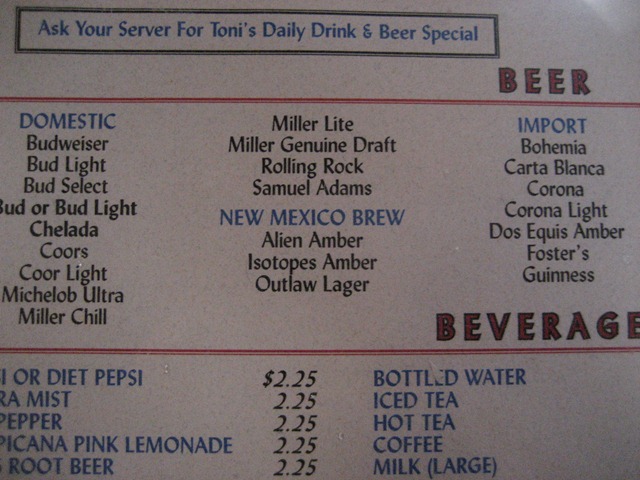 Ask Your Server For Toni's Daily Drink & Beer Special
BEER
DOMESTIC
Budweiser
Bud Light
Bud Select
Bud or Bud Light
Chelada
Coors
Coor Light
Michelob Ultra
Miller Chill
Miller Lite
Miller Genuine Draft
Rolling Rock
Samuel Adams
NEW MEXICO BREW
Alien Amber
Isotopes Amber
Outlaw Lager
IMPORT
Bohemia
Carta Blanca
Corona
Corona Light
Dos Equis Amber
Foster's
Guinness
BEVERAGE
OR DIET PEPSI $2.25
MIST 2.25
PEPPER 2.25
PINK LEMONADE 2.25
ROOT BEER 2.25
BOTTLED WATER
ICED TEA
HOT TEA
COFFEE
MILK (LARGE)